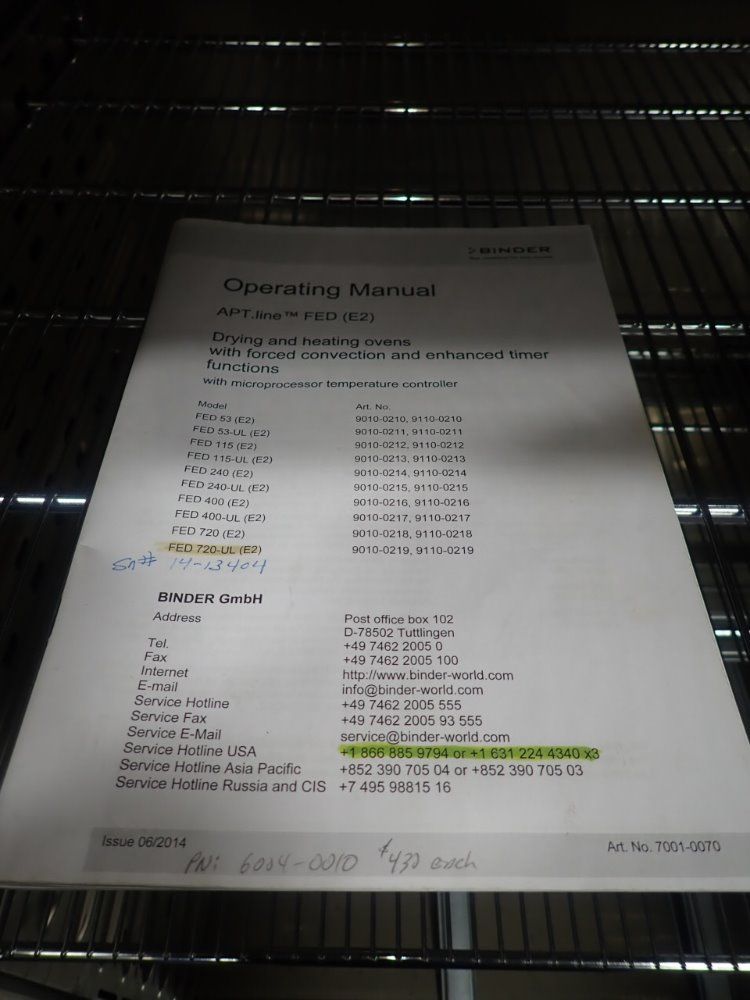 BINDER
Operating Manual
APT.line™ FED (E2)
Drying and heating ovens
with forced convection and enhanced timer
functions
with microprocessor temperature controller
Model Art. No.
FED 53 (E2) 9010-0210, 9110-0210
FED 53-UL (E2) 9010-0211, 9110-0211
FED 115 (E2) 9010-0212, 9110-0212
FED 115-UL (E2) 9010-0213, 9110-0213
FED 240 (E2) 9010-0214, 9110-0214
FED 240-UL (E2) 9010-0215, 9110-0215
FED 400 (E2) 9010-0216, 9110-0216
FED 400-UL (E2) 9010-0217, 9110-0217
FED 720 (E2) 9010-0218, 9110-0218
FED 720-UL (E2) 9010-0219, 9110-0219
Sn# 14-13404
BINDER GmbH
Address Post office box 102
D-78502 Tuttlingen
Tel. +49 7462 2005 0
Fax +49 7462 2005 100
Internet http://www.binder-world.com
E-mail info@binder-world.com
Service Hotline +49 7462 2005 555
Service Fax +49 7462 2005 93 555
Service E-Mail service@binder-world.com
Service Hotline USA +1 866 885 9794 or +1 631 224 4340 x3
Service Hotline Asia Pacific +852 390 705 04 or +852 390 705 03
Service Hotline Russia and CIS +7 495 98815 16
Issue 06/2014 Art. No. 7001-0070
PN: 6004-0010 $430 each